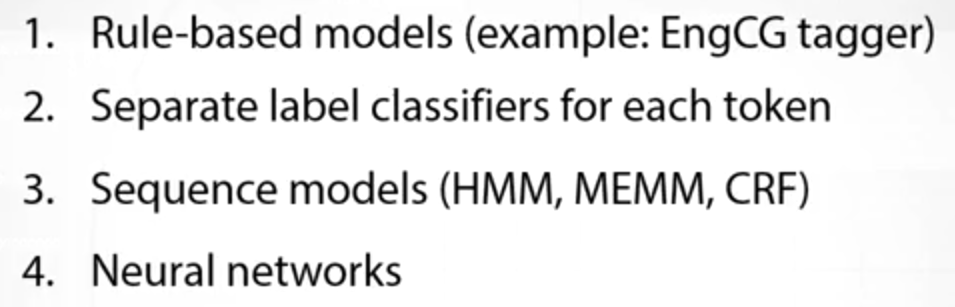 1. Rule-based models (example: EngCG tagger)
2. Separate label classifiers for each token
3. Sequence models (HMM, MEMM, CRF)
4. Neural networks